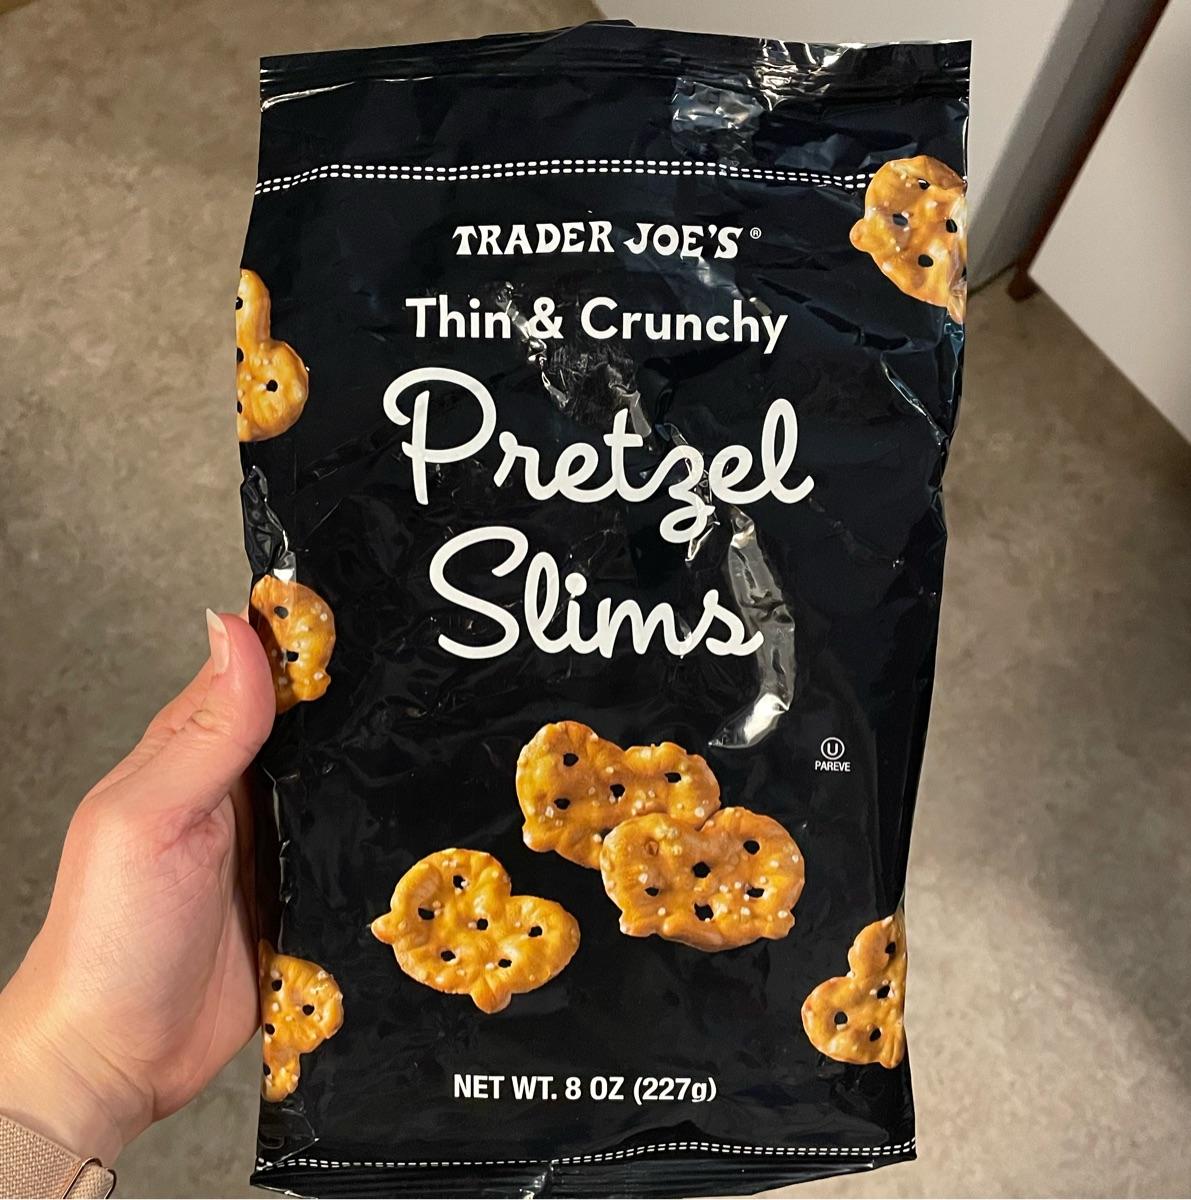 TRADER JOE'S®
Thin & Crunchy
Pretzel
Slims
U
PAREVE
NET WT. 8 OZ (227g)